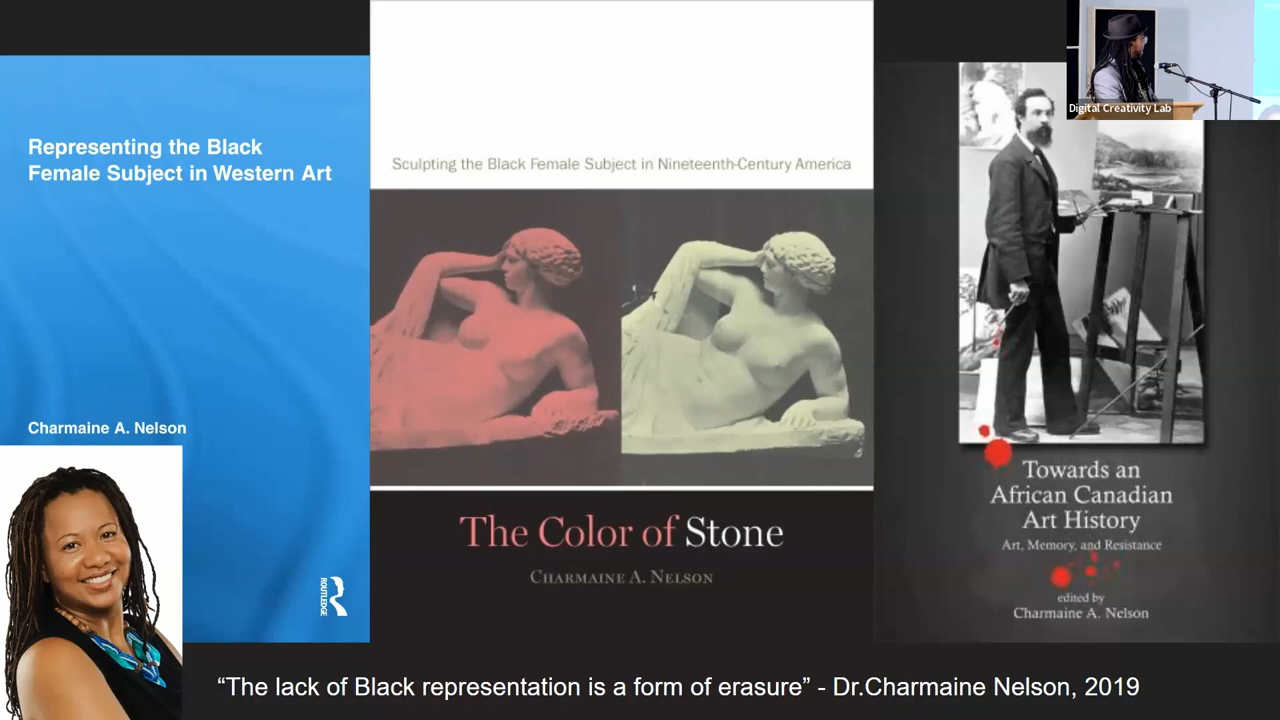 Representing the Black
Female Subject in Western Art
Charmaine A. Nelson
ROUTLEDGE
Sculpting the Black Female Subject in Nineteenth-Century America
The Color of Stone
CHARMAINE A. NELSON
Digital Creativity Lab
Towards an
African Canadian
Art History
Art, Memory, and Resistance
edited by
Charmaine A. Nelson
“The lack of Black representation is a form of erasure” - Dr.Charmaine Nelson, 2019